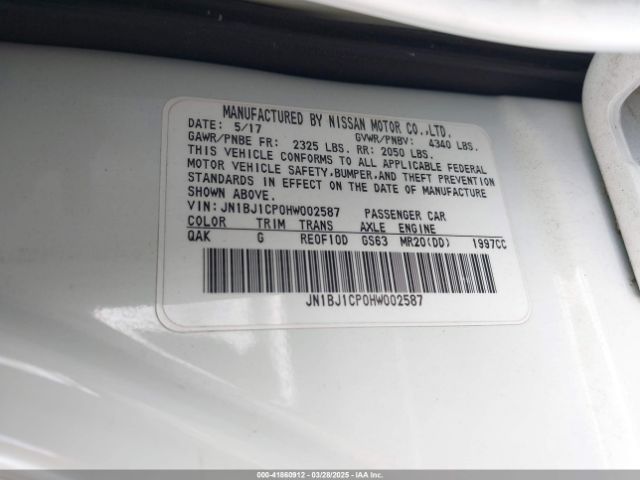 MANUFACTURED BY NISSAN MOTOR CO.,LTD.
DATE: 5/17 GVWR/PNBV: 4340 LBS.
GAWR/PNBE FR: 2325 LBS. RR: 2050 LBS.
THIS VEHICLE CONFORMS TO ALL APPLICABLE FEDERAL
MOTOR VEHICLE SAFETY,BUMPER,AND THEFT PREVENTION
STANDARDS IN EFFECT ON THE DATE OF MANUFACTURE
SHOWN ABOVE.
VIN: JN1BJ1CP0HW002587 PASSENGER CAR
COLOR TRIM TRANS AXLE ENGINE
QAK G RE0F10D GS63 MR20(DD) 1997CC
JN1BJ1CP0HW002587
000-41860912 | 03/28/2025 - IAAI.COM